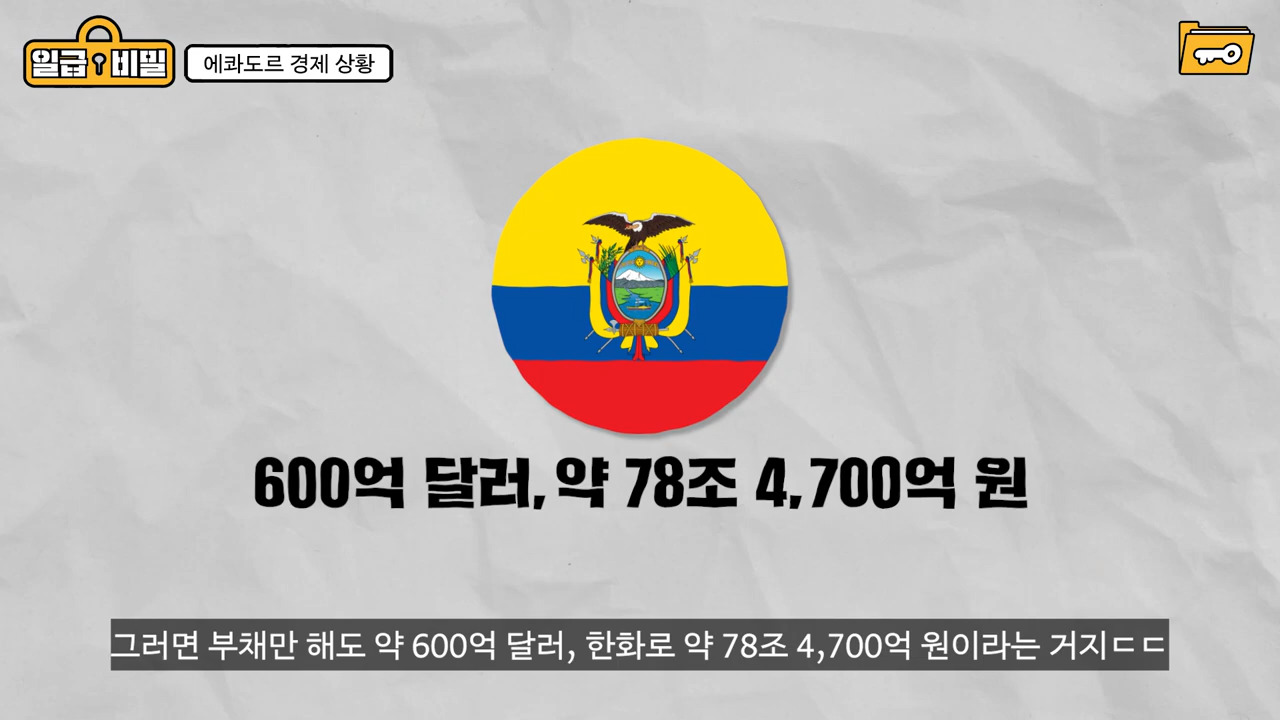 일급 비밀
에콰도르 경제 상황
600억 달러, 약 78조 4,700억 원
그러면 부채만 해도 약 600억 달러, 한화로 약 78조 4,700억 원이라는 거지ㄷㄷ